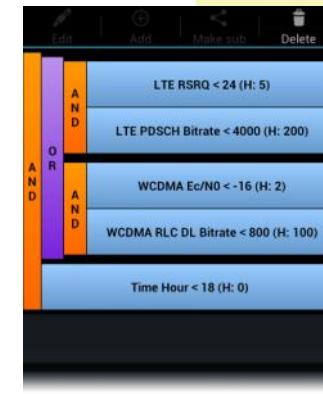 Edit Add Make sub Delete
AND
OR
AND
LTE RSRQ < 24 (H: 5)
LTE PDSCH Bitrate < 4000 (H: 200)
AND
WCDMA Ec/N0 < -16 (H: 2)
WCDMA RLC DL Bitrate < 800 (H: 100)
Time Hour < 18 (H: 0)